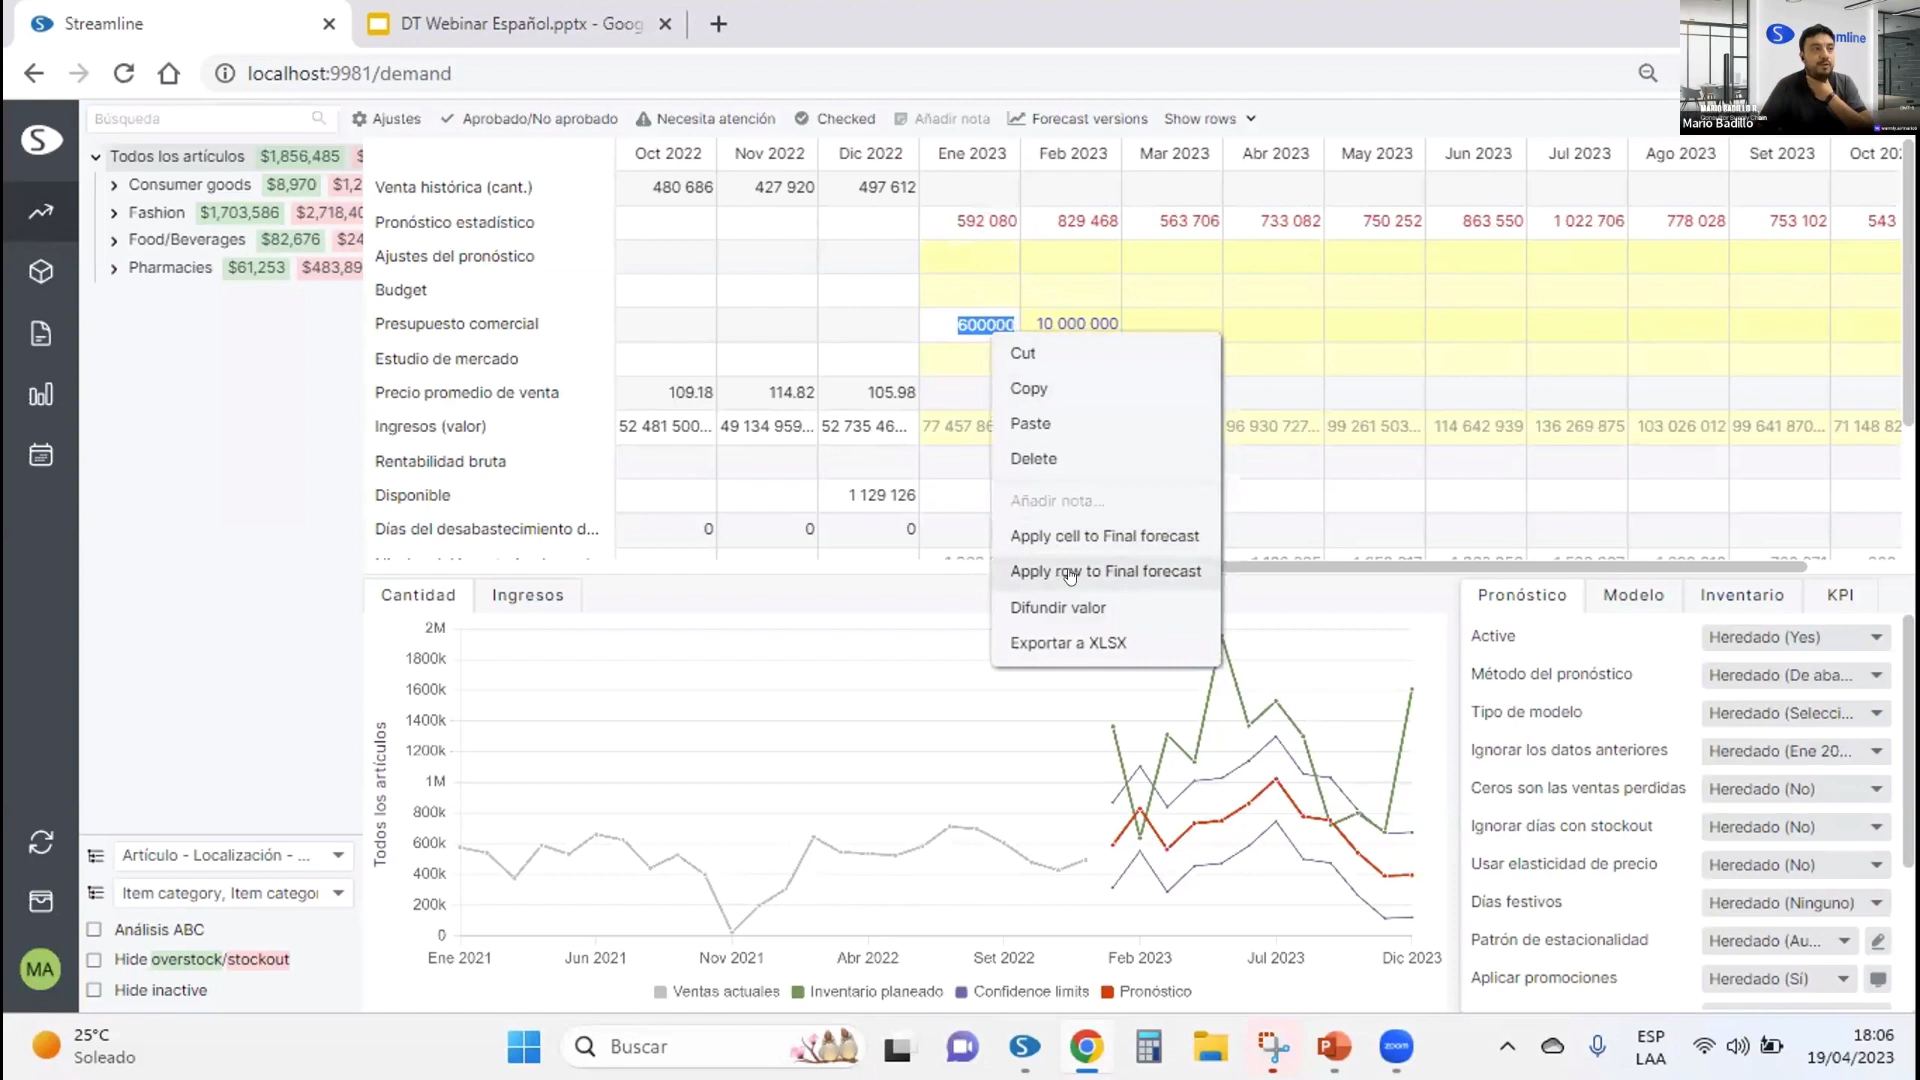 Streamline
DT Webinar Español.pptx - Goog
localhost:9981/demand
Mario Badillo
Búsqueda
Ajustes
Aprobado/No aprobado
Necesita atención
Checked
Añadir nota
Forecast versions
Show rows
Todos los artículos $1,856,485
Consumer goods $8,970 $1,2
Fashion $1,703,586 $2,718,40
Food/Beverages $82,676 $24
Pharmacies $61,253 $483,89
Oct 2022 Nov 2022 Dic 2022 Ene 2023 Feb 2023 Mar 2023 Abr 2023 May 2023 Jun 2023 Jul 2023 Ago 2023 Set 2023 Oct 20
Venta histórica (cant.) 480 686 427 920 497 612
Pronóstico estadístico 592 080 829 468 563 706 733 082 750 252 863 550 1 022 706 778 028 753 102 543
Ajustes del pronóstico
Budget
Presupuesto comercial 600000 10 000 000
Estudio de mercado
Precio promedio de venta 109.18 114.82 105.98
Ingresos (valor) 52 481 500... 49 134 959... 52 735 46... 77 457 86 96 930 727... 99 261 503... 114 642 939 136 269 875 103 026 012 99 641 870... 71 148 82
Rentabilidad bruta
Disponible 1 129 126
Días del desabastecimiento d... 0 0 0
Cut
Copy
Paste
Delete
Añadir nota...
Apply cell to Final forecast
Apply row to Final forecast
Difundir valor
Exportar a XLSX
Cantidad
Ingresos
Todos los artículos
2M
1800k
1600k
1400k
1200k
1M
800k
600k
400k
200k
0
Ene 2021 Jun 2021 Nov 2021 Abr 2022 Set 2022 Feb 2023 Jul 2023 Dic 2023
Ventas actuales Inventario planeado Confidence limits Pronóstico
Pronóstico Modelo Inventario KPI
Active Heredado (Yes)
Método del pronóstico Heredado (De aba...
Tipo de modelo Heredado (Selecci...
Ignorar los datos anteriores Heredado (Ene 20...
Ceros son las ventas perdidas Heredado (No)
Ignorar días con stockout Heredado (No)
Usar elasticidad de precio Heredado (No)
Días festivos Heredado (Ninguno)
Patrón de estacionalidad Heredado (Au...
Aplicar promociones Heredado (Sí)
Artículo - Localización - ...
Item category, Item categor
Análisis ABC
Hide overstock/stockout
Hide inactive
MA
25°C
Soleado
Buscar
zoom
ESP
LAA
18:06
19/04/2023